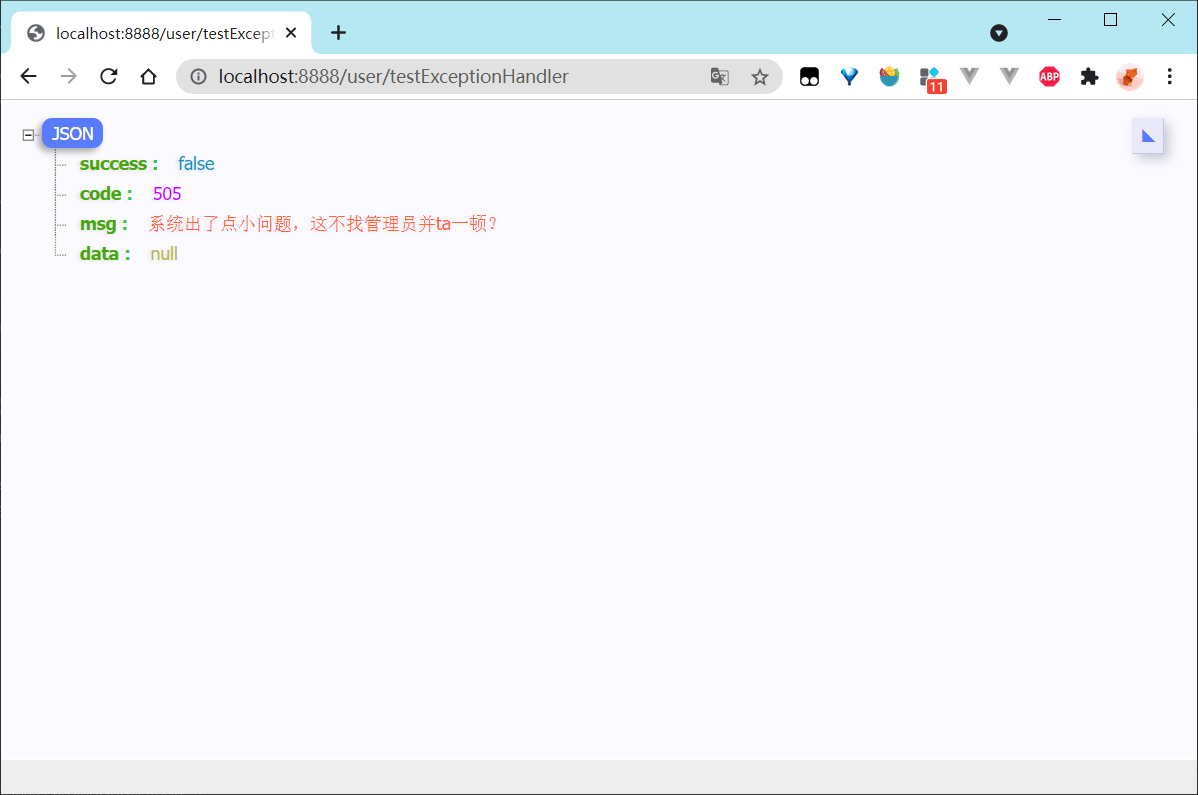 localhost:8888/user/testExcept
localhost:8888/user/testExceptionHandler
11
ABP
JSON
success : false
code : 505
msg : 系统出了点小问题，这不找管理员并ta一顿？
data : null